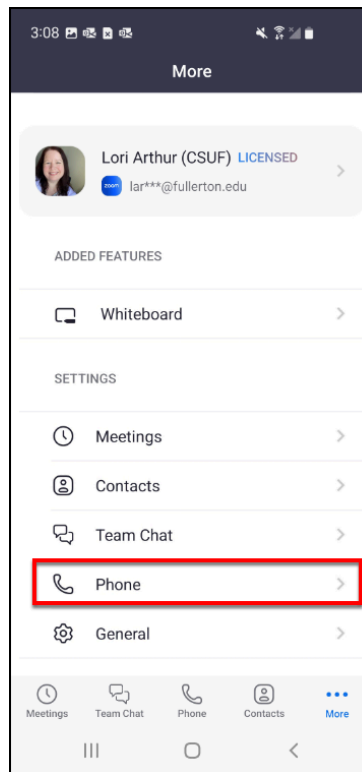 3:08
More
Lori Arthur (CSUF) LICENSED
zoom lar***@fullerton.edu
ADDED FEATURES
Whiteboard
SETTINGS
Meetings
Contacts
Team Chat
Phone
General
Meetings Team Chat Phone Contacts More